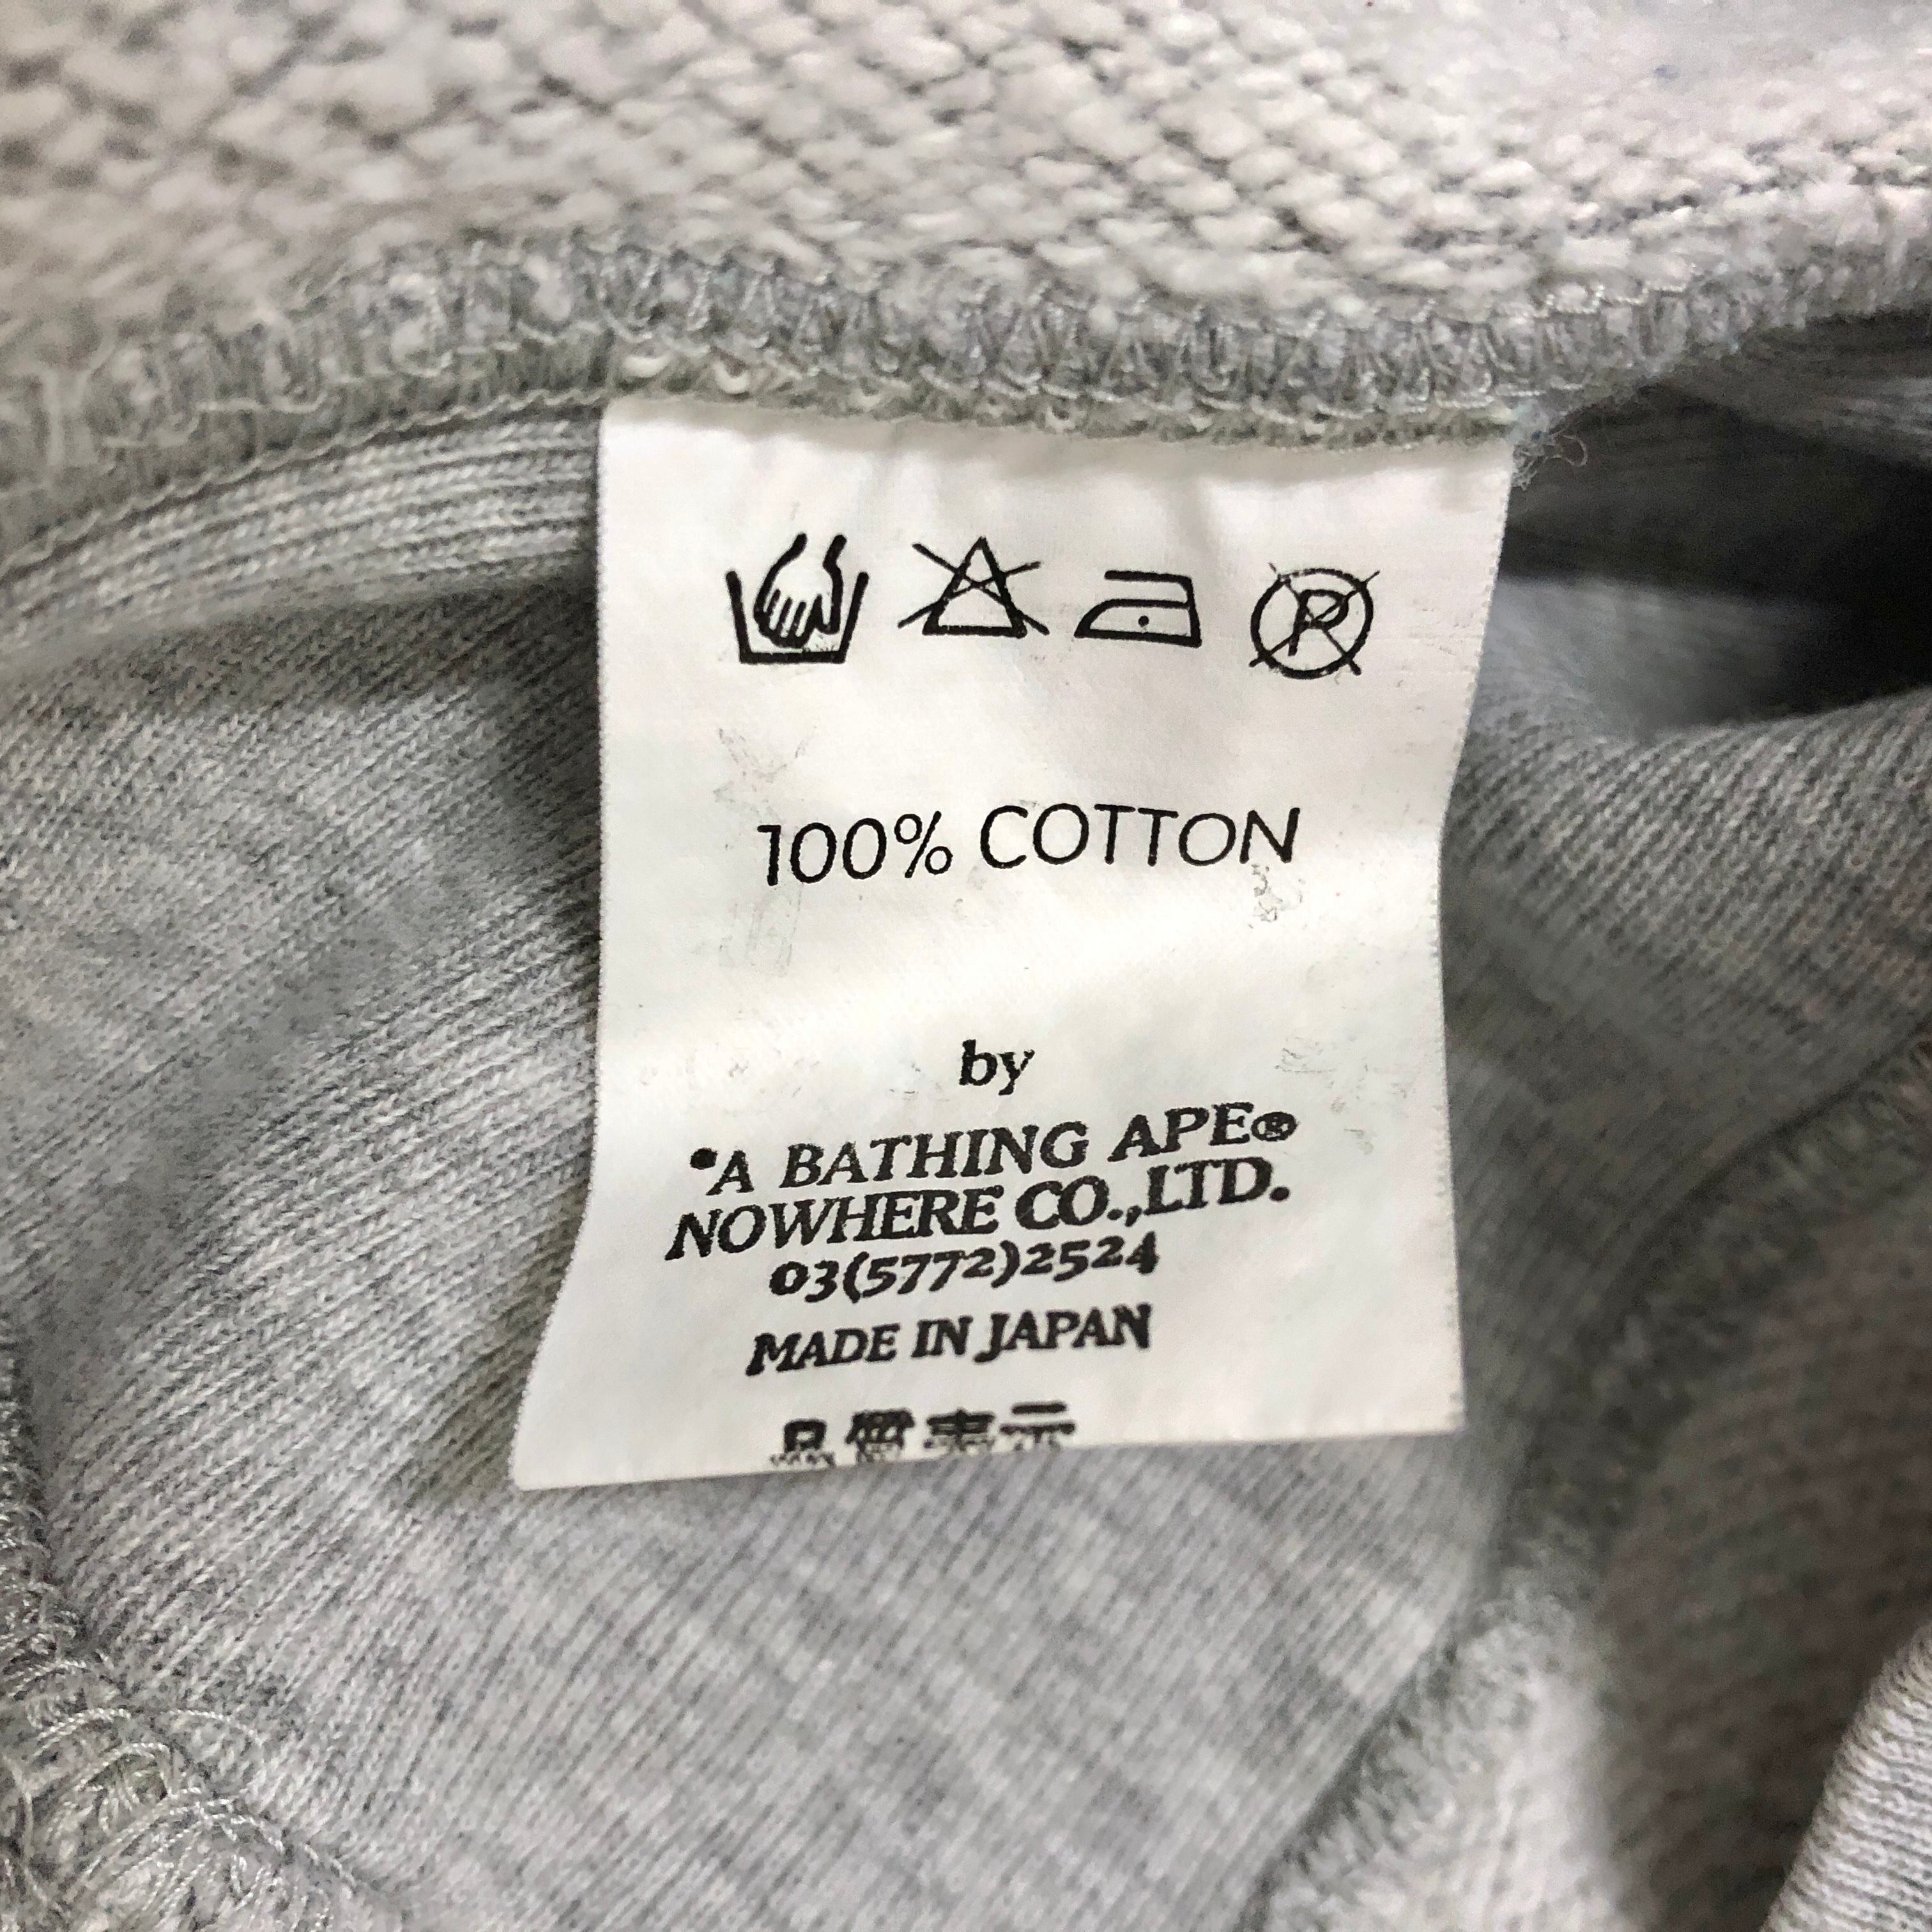 P
100% COTTON
by
•A BATHING APE®
NOWHERE CO.,LTD.
03(5772)2524
MADE IN JAPAN